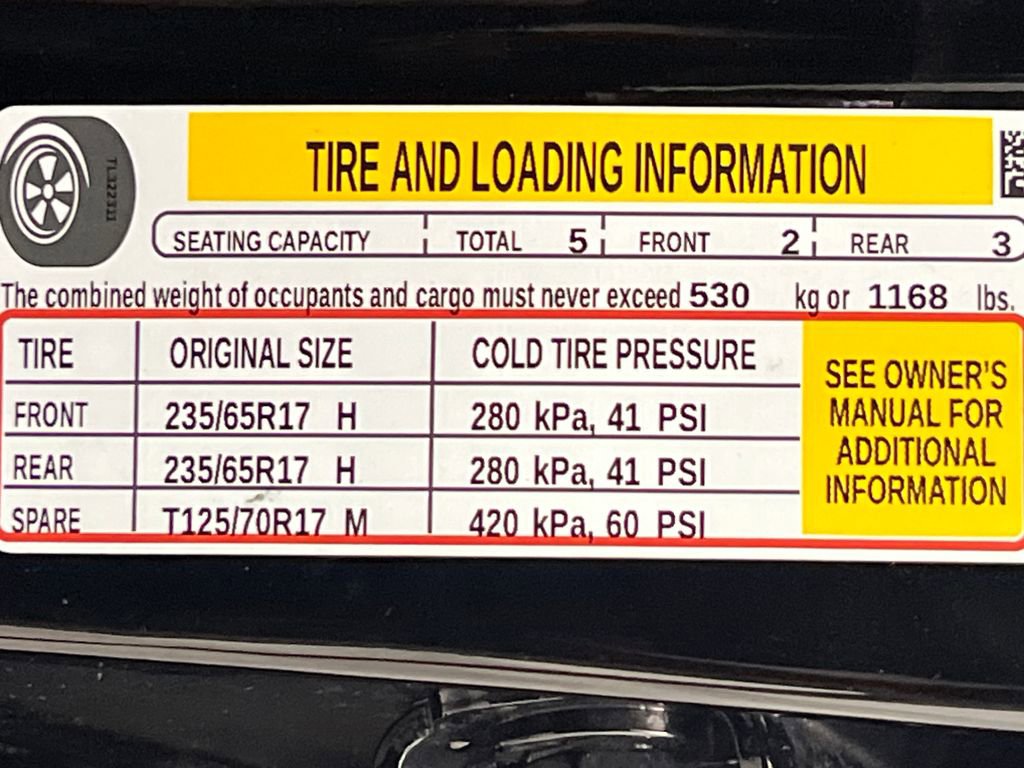 TIRE AND LOADING INFORMATION
SEATING CAPACITY TOTAL 5 FRONT 2 REAR 3
The combined weight of occupants and cargo must never exceed 530 kg or 1168 lbs.
TIRE ORIGINAL SIZE COLD TIRE PRESSURE
FRONT 235/65R17 H 280 kPa, 41 PSI
REAR 235/65R17 H 280 kPa, 41 PSI
SPARE T125/70R17 M 420 kPa, 60 PSI
SEE OWNER'S
MANUAL FOR
ADDITIONAL
INFORMATION